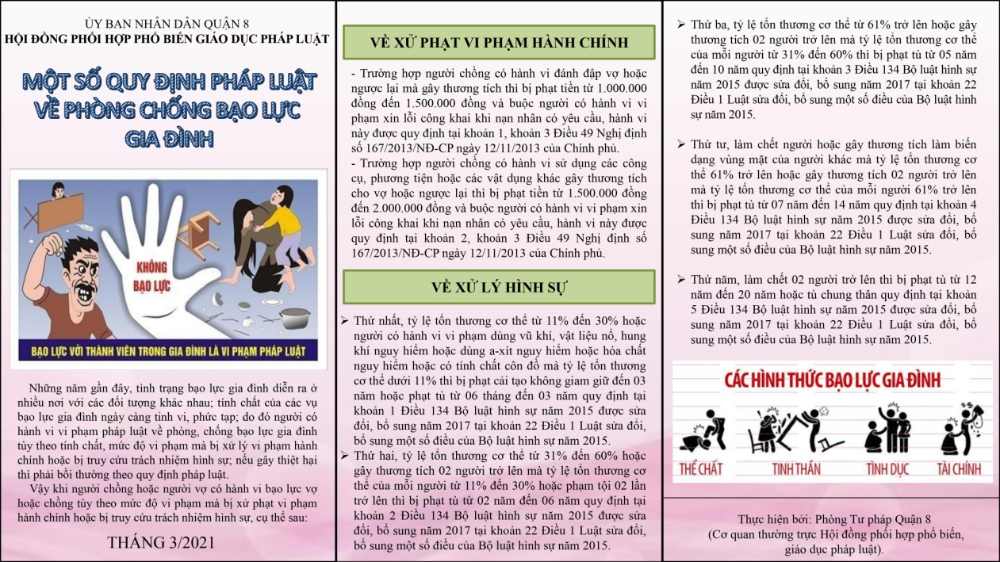 ỦY BAN NHÂN DÂN QUẬN 8
HỘI ĐỒNG PHỐI HỢP PHỔ BIẾN GIÁO DỤC PHÁP LUẬT
MỘT SỐ QUY ĐỊNH PHÁP LUẬT
VỀ PHÒNG CHỐNG BẠO LỰC
GIA ĐÌNH
KHÔNG
BẠO LỰC
BẠO LỰC VỚI THÀNH VIÊN TRONG GIA ĐÌNH LÀ VI PHẠM PHÁP LUẬT
Những năm gần đây, tình trạng bạo lực gia đình diễn ra ở
nhiều nơi với các đối tượng khác nhau; tính chất của các vụ
bạo lực gia đình ngày càng tinh vi, phức tạp; do đó người có
hành vi vi phạm pháp luật về phòng, chống bạo lực gia đình
tùy theo tính chất, mức độ vi phạm mà bị xử lý vi phạm hành
chính hoặc bị truy cứu trách nhiệm hình sự; nếu gây thiệt hại
thì phải bồi thường theo quy định pháp luật.
Vậy khi người chồng hoặc người vợ có hành vi bạo lực vợ
hoặc chồng tùy theo mức độ vi phạm mà bị xử phạt vi phạm
hành chính hoặc bị truy cứu trách nhiệm hình sự, cụ thể sau:
THÁNG 3/2021
VỀ XỬ PHẠT VI PHẠM HÀNH CHÍNH
- Trường hợp người chồng có hành vi đánh đập vợ hoặc
ngược lại mà gây thương tích thì bị phạt tiền từ 1.000.000
đồng đến 1.500.000 đồng và buộc người có hành vi vi
phạm xin lỗi công khai khi nạn nhân có yêu cầu, hành vi
này được quy định tại khoản 1, khoản 3 Điều 49 Nghị định
số 167/2013/NĐ-CP ngày 12/11/2013 của Chính phủ.
- Trường hợp người chồng có hành vi sử dụng các công
cụ, phương tiện hoặc các vật dụng khác gây thương tích
cho vợ hoặc ngược lại thì bị phạt tiền từ 1.500.000 đồng
đến 2.000.000 đồng và buộc người có hành vi vi phạm xin
lỗi công khai khi nạn nhân có yêu cầu, hành vi này được
quy định tại khoản 2, khoản 3 Điều 49 Nghị định số
167/2013/NĐ-CP ngày 12/11/2013 của Chính phủ.
VỀ XỬ LÝ HÌNH SỰ
➢ Thứ nhất, tỷ lệ tổn thương cơ thể từ 11% đến 30% hoặc
người có hành vi vi phạm dùng vũ khí, vật liệu nổ, hung
khí nguy hiểm hoặc dùng a-xít nguy hiểm hoặc hóa chất
nguy hiểm hoặc có tính chất côn đồ mà tỷ lệ tổn thương
cơ thể dưới 11% thì bị phạt cải tạo không giam giữ đến 03
năm hoặc phạt tù từ 06 tháng đến 03 năm quy định tại
khoản 1 Điều 134 Bộ luật hình sự năm 2015 được sửa
đổi, bổ sung năm 2017 tại khoản 22 Điều 1 Luật sửa đổi,
bổ sung một số điều của Bộ luật hình sự năm 2015.
➢ Thứ hai, tỷ lệ tổn thương cơ thể từ 31% đến 60% hoặc
gây thương tích 02 người trở lên mà tỷ lệ tổn thương cơ
thể của mỗi người từ 11% đến 30% hoặc phạm tội 02 lần
trở lên thì bị phạt tù từ 02 năm đến 06 năm quy định tại
khoản 2 Điều 134 Bộ luật hình sự năm 2015 được sửa
đổi, bổ sung năm 2017 tại khoản 22 Điều 1 Luật sửa đổi,
bổ sung một số điều của Bộ luật hình sự năm 2015.
➢ Thứ ba, tỷ lệ tổn thương cơ thể từ 61% trở lên hoặc gây
thương tích 02 người trở lên mà tỷ lệ tổn thương cơ thể
của mỗi người từ 31% đến 60% thì bị phạt tù từ 05 năm
đến 10 năm quy định tại khoản 3 Điều 134 Bộ luật hình sự
năm 2015 được sửa đổi, bổ sung năm 2017 tại khoản 22
Điều 1 Luật sửa đổi, bổ sung một số điều của Bộ luật hình
sự năm 2015.
➢ Thứ tư, làm chết người hoặc gây thương tích làm biến
dạng vùng mặt của người khác mà tỷ lệ tổn thương cơ
thể 61% trở lên hoặc gây thương tích 02 người trở lên
mà tỷ lệ tổn thương cơ thể của mỗi người 61% trở lên
thì bị phạt tù từ 07 năm đến 14 năm quy định tại khoản 4
Điều 134 Bộ luật hình sự năm 2015 được sửa đổi, bổ
sung năm 2017 tại khoản 22 Điều 1 Luật sửa đổi, bổ
sung một số điều của Bộ luật hình sự năm 2015.
➢ Thứ năm, làm chết 02 người trở lên thì bị phạt tù từ 12
năm đến 20 năm hoặc tù chung thân quy định tại khoản
5 Điều 134 Bộ luật hình sự năm 2015 được sửa đổi, bổ
sung năm 2017 tại khoản 22 Điều 1 Luật sửa đổi, bổ
sung một số điều của Bộ luật hình sự năm 2015.
CÁC HÌNH THỨC BẠO LỰC GIA ĐÌNH
THỂ CHẤT TINH THẦN TÌNH DỤC TÀI CHÍNH
Thực hiện bởi: Phòng Tư pháp Quận 8
(Cơ quan thường trực Hội đồng phối hợp phổ biến,
giáo dục pháp luật).